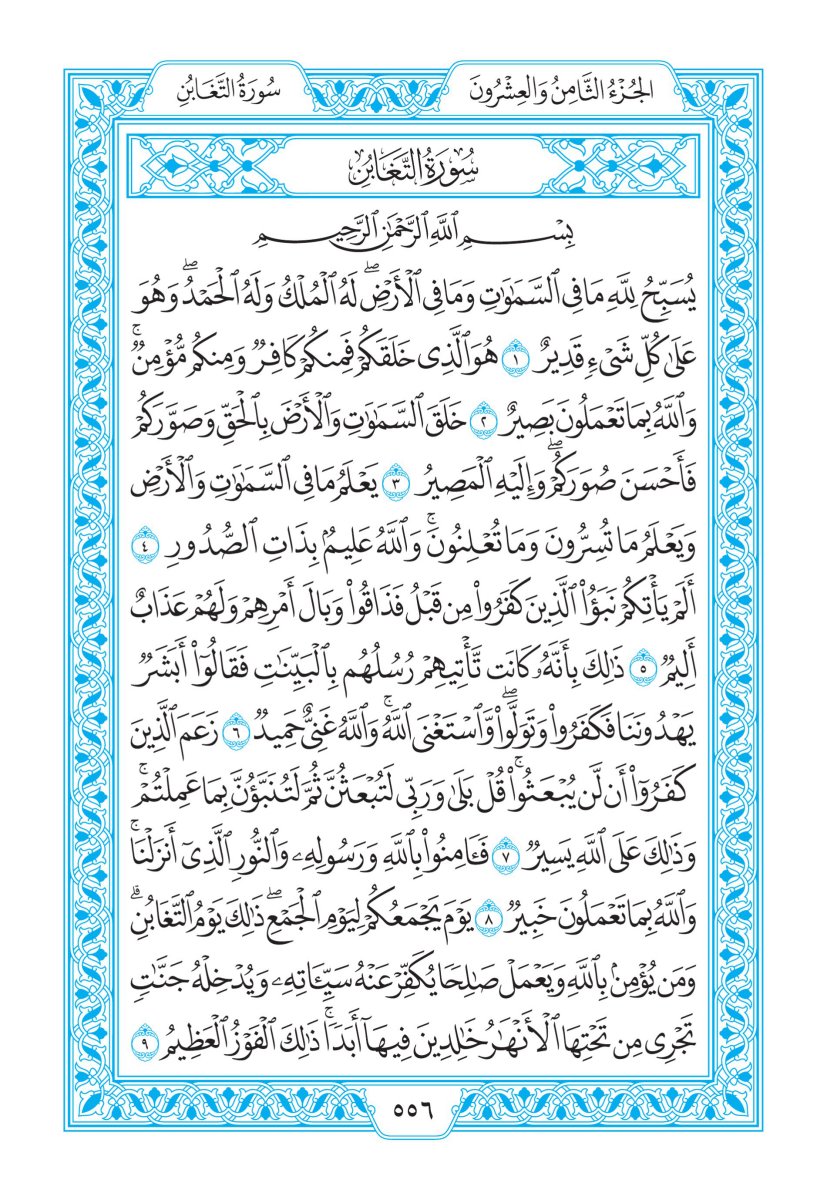 الجُزْءُ الثَّامِنُ وَالعِشْرُونَ
سُورَةُ التَّغَابُنِ
سُورَةُ التَّغَابُنِ
بِسْمِ ٱللَّهِ ٱلرَّحْمَٰنِ ٱلرَّحِيمِ
يُسَبِّحُ لِلَّهِ مَا فِي ٱلسَّمَٰوَٰتِ وَمَا فِي ٱلْأَرْضِۖ لَهُ ٱلْمُلْكُ وَلَهُ ٱلْحَمْدُۖ وَهُوَ
عَلَىٰ كُلِّ شَيْءٖ قَدِيرٌ ١ هُوَ ٱلَّذِي خَلَقَكُمْ فَمِنكُمْ كَافِرٞ وَمِنكُم مُّؤْمِنٞۚ
وَٱللَّهُ بِمَا تَعْمَلُونَ بَصِيرٌ ٢ خَلَقَ ٱلسَّمَٰوَٰتِ وَٱلْأَرْضَ بِٱلْحَقِّ وَصَوَّرَكُمْ
فَأَحْسَنَ صُوَرَكُمْۖ وَإِلَيْهِ ٱلْمَصِيرُ ٣ يَعْلَمُ مَا فِي ٱلسَّمَٰوَٰتِ وَٱلْأَرْضِ
وَيَعْلَمُ مَا تُسِرُّونَ وَمَا تُعْلِنُونَۚ وَٱللَّهُ عَلِيمُۢ بِذَاتِ ٱلصُّدُورِ ٤
أَلَمْ يَأْتِكُمْ نَبَؤُاْ ٱلَّذِينَ كَفَرُواْ مِن قَبْلُ فَذَاقُواْ وَبَالَ أَمْرِهِمْ وَلَهُمْ عَذَابٌ
أَلِيمٞ ٥ ذَٰلِكَ بِأَنَّهُۥ كَانَت تَّأْتِيهِمْ رُسُلُهُم بِٱلْبَيِّنَٰتِ فَقَالُوٓاْ أَبَشَرٞ
يَهْدُونَنَا فَكَفَرُواْ وَتَوَلَّواْۖ وَّٱسْتَغْنَى ٱللَّهُۚ وَٱللَّهُ غَنِيٌّ حَمِيدٞ ٦ زَعَمَ ٱلَّذِينَ
كَفَرُوٓاْ أَن لَّن يُبْعَثُواْۚ قُلْ بَلَىٰ وَرَبِّي لَتُبْعَثُنَّ ثُمَّ لَتُنَبَّؤُنَّ بِمَا عَمِلْتُمْۚ
وَذَٰلِكَ عَلَى ٱللَّهِ يَسِيرٞ ٧ فَـَٔامِنُواْ بِٱللَّهِ وَرَسُولِهِۦ وَٱلنُّورِ ٱلَّذِيٓ أَنزَلْنَاۚ
وَٱللَّهُ بِمَا تَعْمَلُونَ خَبِيرٞ ٨ يَوْمَ يَجْمَعُكُمْ لِيَوْمِ ٱلْجَمْعِۖ ذَٰلِكَ يَوْمُ ٱلتَّغَابُنِۗ
وَمَن يُؤْمِنۢ بِٱللَّهِ وَيَعْمَلْ صَٰلِحٗا يُكَفِّرْ عَنْهُ سَيِّـَٔاتِهِۦ وَيُدْخِلْهُ جَنَّٰتٖ
تَجْرِي مِن تَحْتِهَا ٱلْأَنْهَٰرُ خَٰلِدِينَ فِيهَآ أَبَدٗاۚ ذَٰلِكَ ٱلْفَوْزُ ٱلْعَظِيمُ ٩
٥٥٦